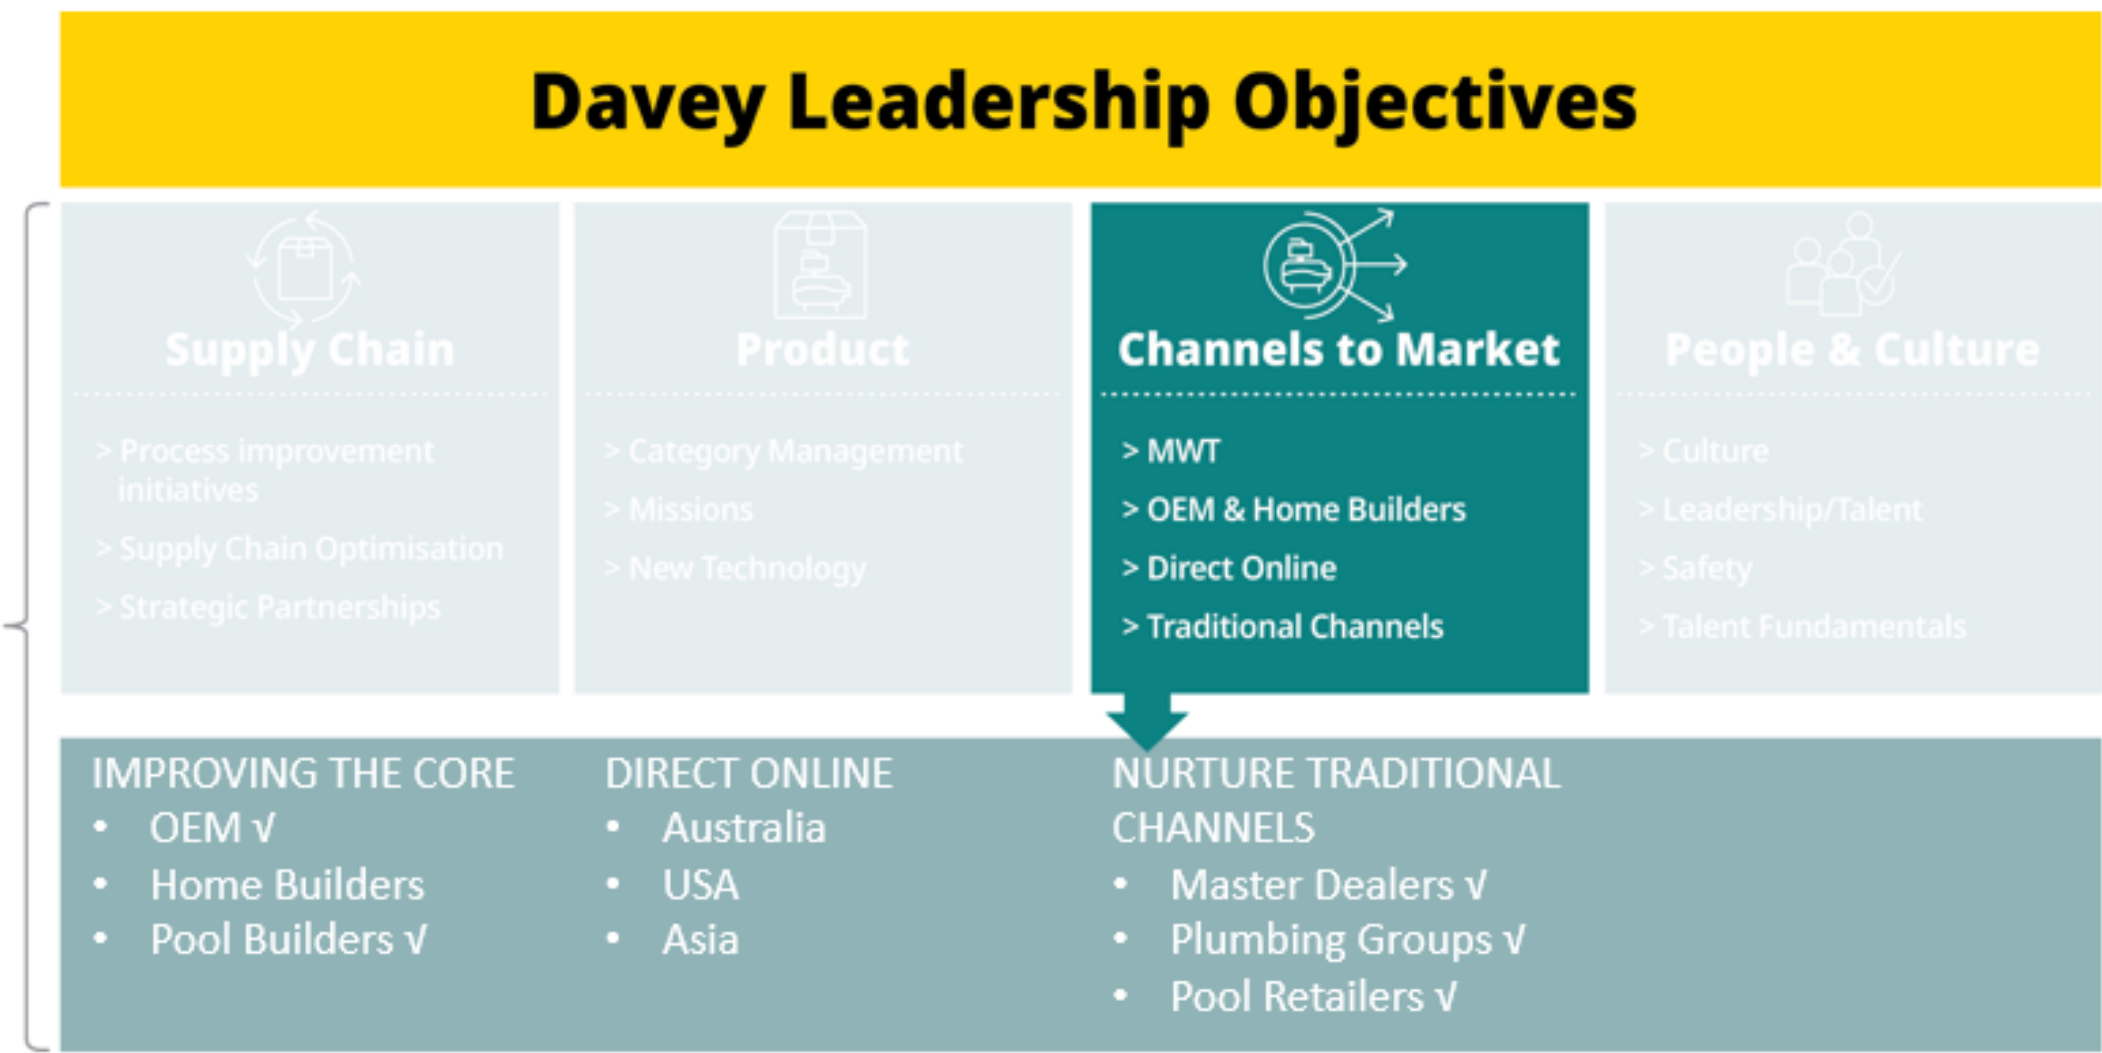 Davey Leadership Objectives
Supply Chain
> Process improvement
initiatives
> Supply Chain Optimisation
> Strategic Partnerships
Product
> Category Management
> Missions
> New Technology
Channels to Market
> MWT
> OEM & Home Builders
> Direct Online
> Traditional Channels
People & Culture
> Culture
> Leadership/Talent
> Safety
> Talent Fundamentals
IMPROVING THE CORE
• OEM √
• Home Builders
• Pool Builders √
DIRECT ONLINE
• Australia
• USA
• Asia
NURTURE TRADITIONAL
CHANNELS
• Master Dealers √
• Plumbing Groups √
• Pool Retailers √